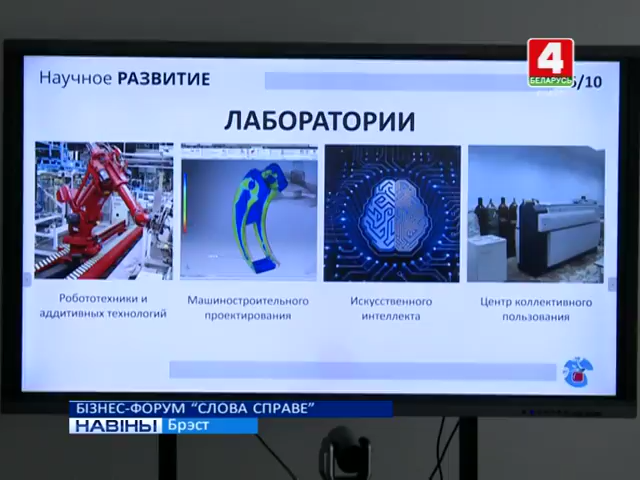 4
БЕЛАРУСЬ
Научное РАЗВИТИЕ
/10
ЛАБОРАТОРИИ
Робототехники и
аддитивных технологий
Машиностроительного
проектирования
Искусственного
интеллекта
Центр коллективного
пользования
БІЗНЕС-ФОРУМ “СЛОВА СПРАВЕ”
НАВІНЫ Брэст